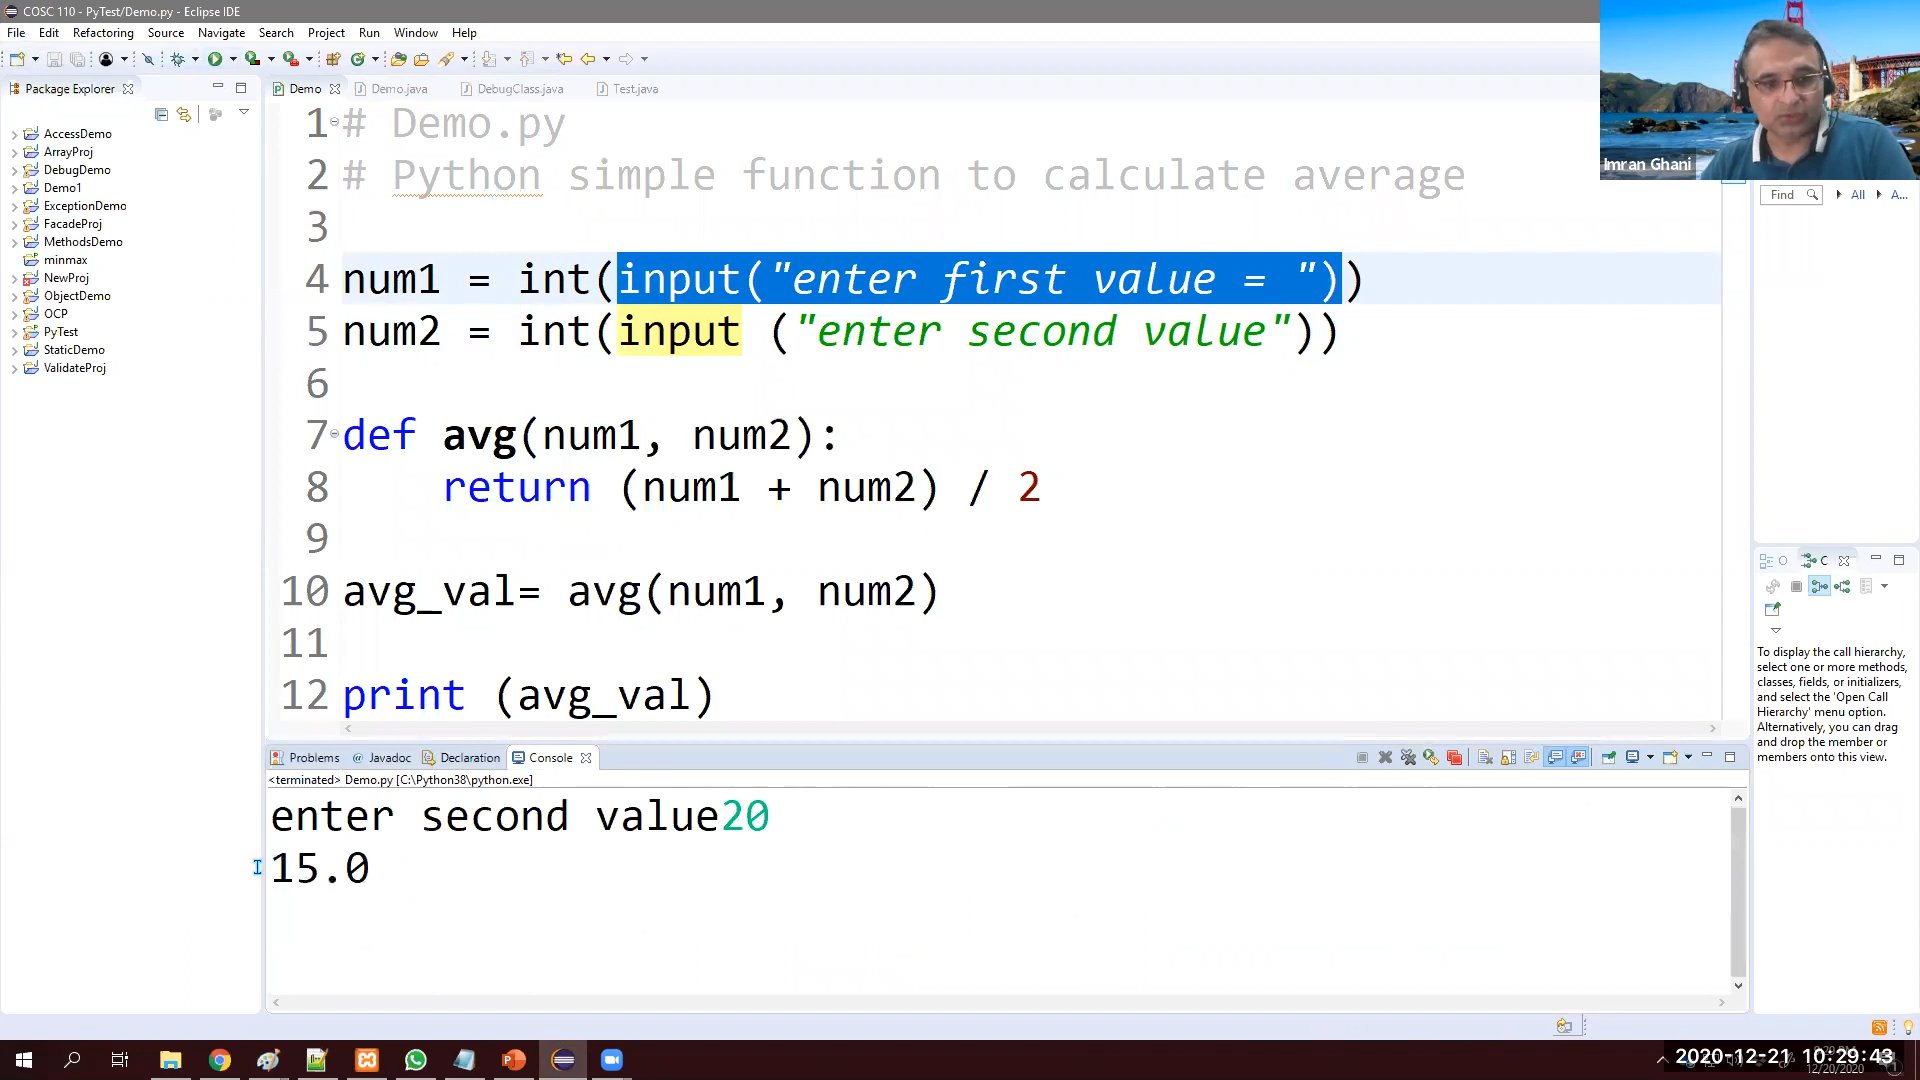 COSC 110 - PyTest/Demo.py - Eclipse IDE
File Edit Refactoring Source Navigate Search Project Run Window Help
Package Explorer
AccessDemo
ArrayProj
DebugDemo
Demo1
ExceptionDemo
FacadeProj
MethodsDemo
minmax
NewProj
ObjectDemo
OCP
PyTest
StaticDemo
ValidateProj
Demo Demo.java DebugClass.java Test.java
1 # Demo.py
2 # Python simple function to calculate average
3
4 num1 = int(input("enter first value = "))
5 num2 = int(input ("enter second value"))
6
7 def avg(num1, num2):
8 return (num1 + num2) / 2
9
10 avg_val= avg(num1, num2)
11
12 print (avg_val)
Imran Ghani
Find All A...
O C
To display the call hierarchy,
select one or more methods,
classes, fields, or initializers,
and select the 'Open Call
Hierarchy' menu option.
Alternatively, you can drag
and drop the member or
members onto this view.
Problems @ Javadoc Declaration Console
<terminated> Demo.py [C:\Python38\python.exe]
enter second value20
15.0
2020-12-21 10:29:43
12/20/2020